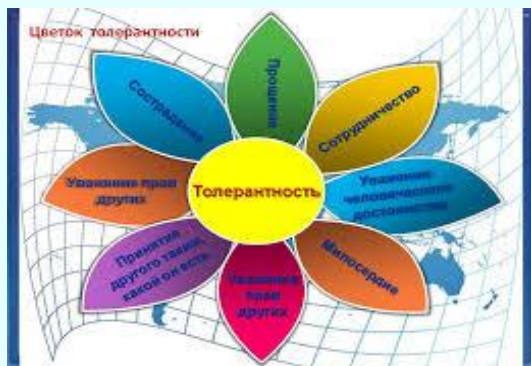 Цветок толерантности
Прощение
Сострадание
Сотрудничество
Уважение прав
других
Толерантность
Уважение
человеческого
достоинства
Принятие
другого таким,
какой он есть
Милосердие
Уважение
прав
других